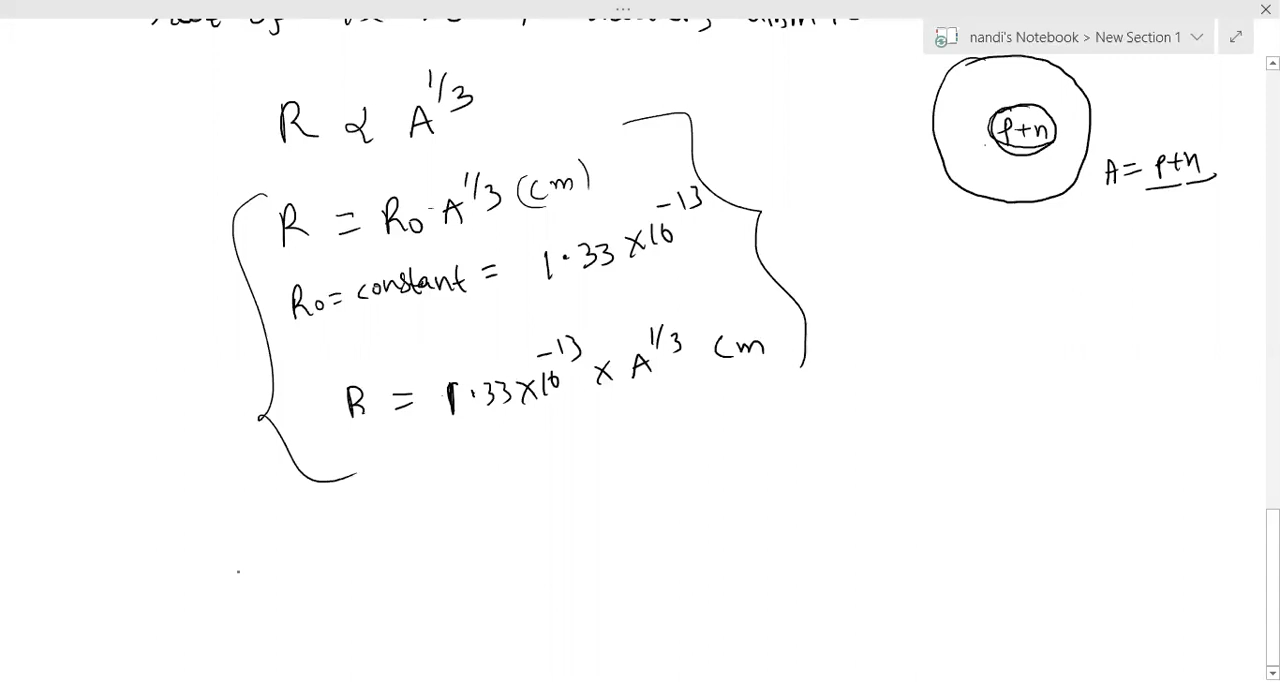 nandi's Notebook > New Section 1
R ∝ A^1/3
p+n
A = p+n
R = R₀·A^1/3 (cm)
R₀ = constant = 1.33 × 10^-13
R = 1.33 × 10^-13 × A^1/3 cm